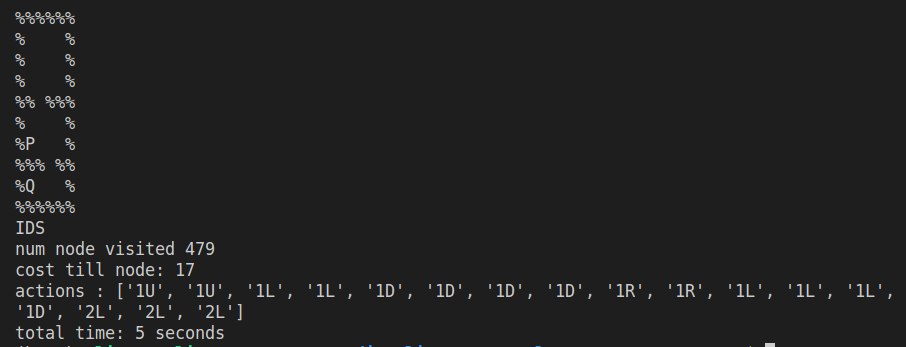 %%%%%%
%    %
%    %
%    %
%% %%%
%    %
%P   %
%%% %%
%Q   %
%%%%%%
IDS
num node visited 479
cost till node: 17
actions : ['1U', '1U', '1L', '1L', '1D', '1D', '1D', '1D', '1R', '1R', '1L', '1L', '1L',
'1D', '2L', '2L', '2L']
total time: 5 seconds